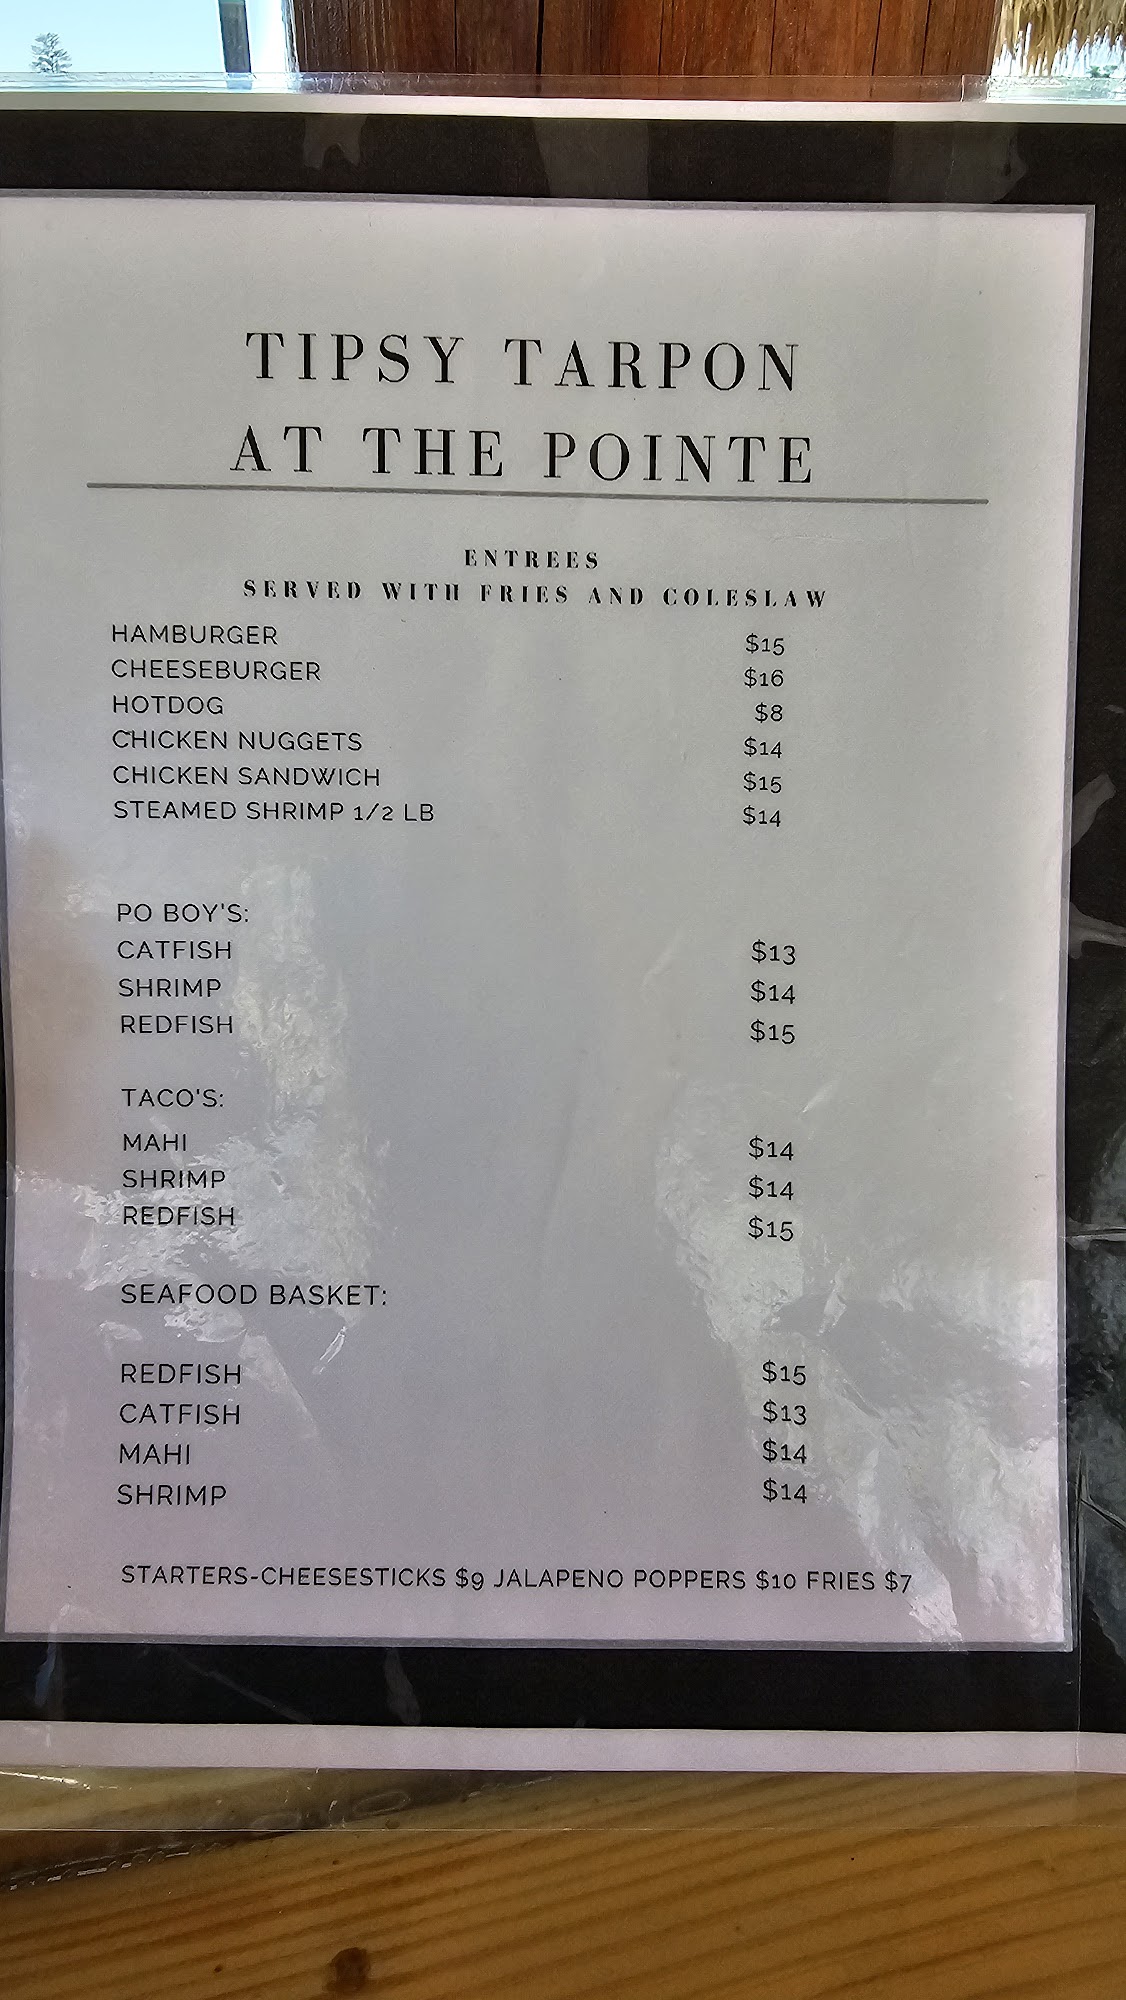 TIPSY TARPON
AT THE POINTE
ENTREES
SERVED WITH FRIES AND COLESLAW
HAMBURGER $15
CHEESEBURGER $16
HOTDOG $8
CHICKEN NUGGETS $14
CHICKEN SANDWICH $15
STEAMED SHRIMP 1/2 LB $14
PO BOY'S:
CATFISH $13
SHRIMP $14
REDFISH $15
TACO'S:
MAHI $14
SHRIMP $14
REDFISH $15
SEAFOOD BASKET:
REDFISH $15
CATFISH $13
MAHI $14
SHRIMP $14
STARTERS-CHEESESTICKS $9 JALAPENO POPPERS $10 FRIES $7